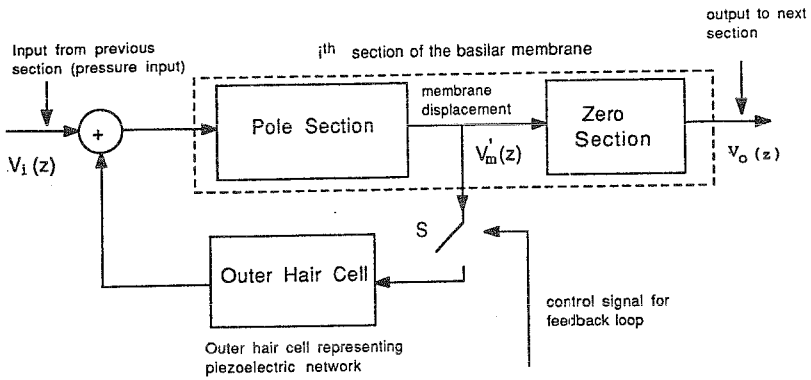 output to next
section
Input from previous
section (pressure input)
iᵗʰ section of the basilar membrane
membrane
displacement
Pole Section
Zero
Section
+
.Vᵢ(z)
V'ₘ(z)
Vₒ(z)
S
Outer Hair Cell
control signal for
feedback loop
Outer hair cell representing
piezoelectric network